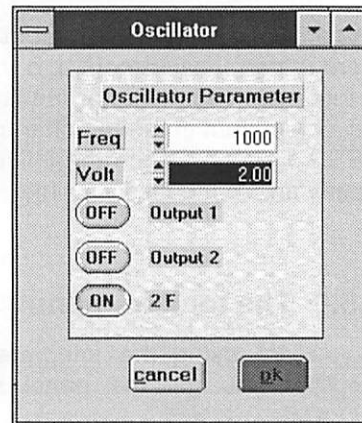 Oscillator
Oscillator Parameter
Freq 1000
Volt 2.00
OFF Output 1
OFF Output 2
ON 2 F
cancel ok